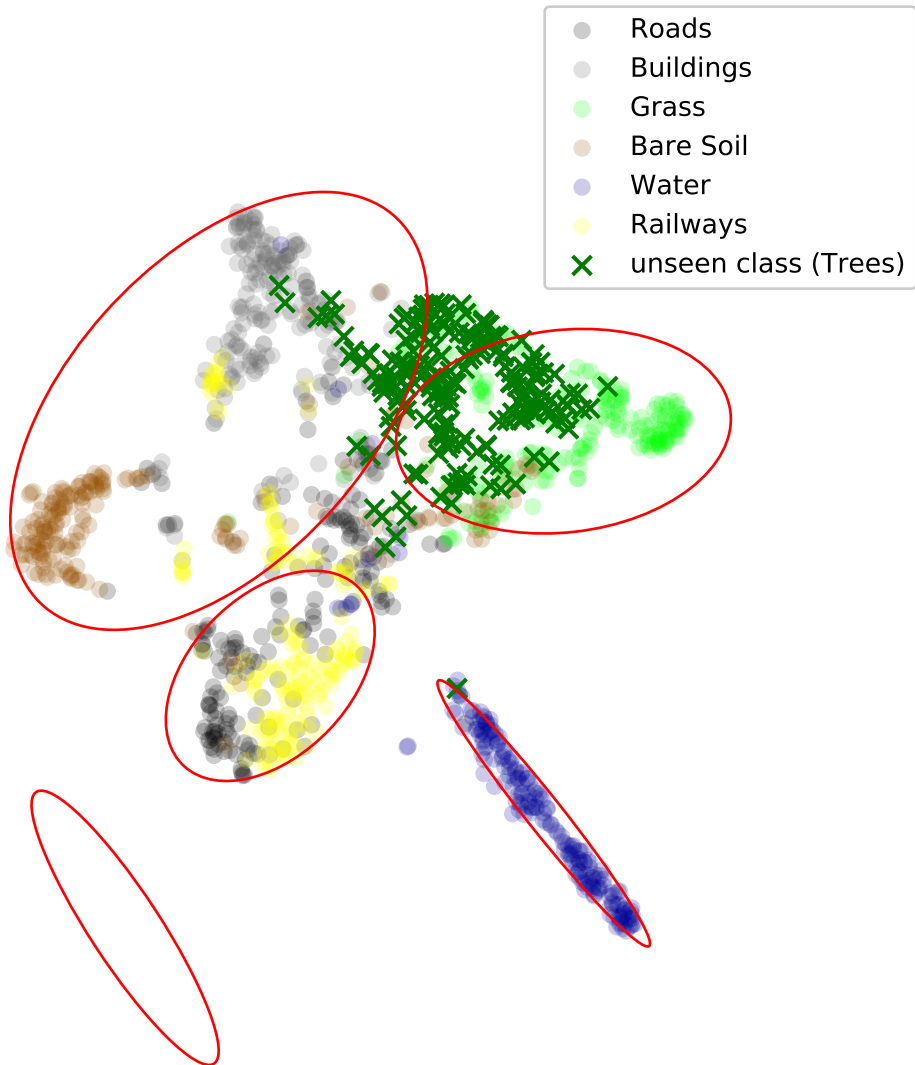 Roads
Buildings
Grass
Bare Soil
Water
Railways
unseen class (Trees)